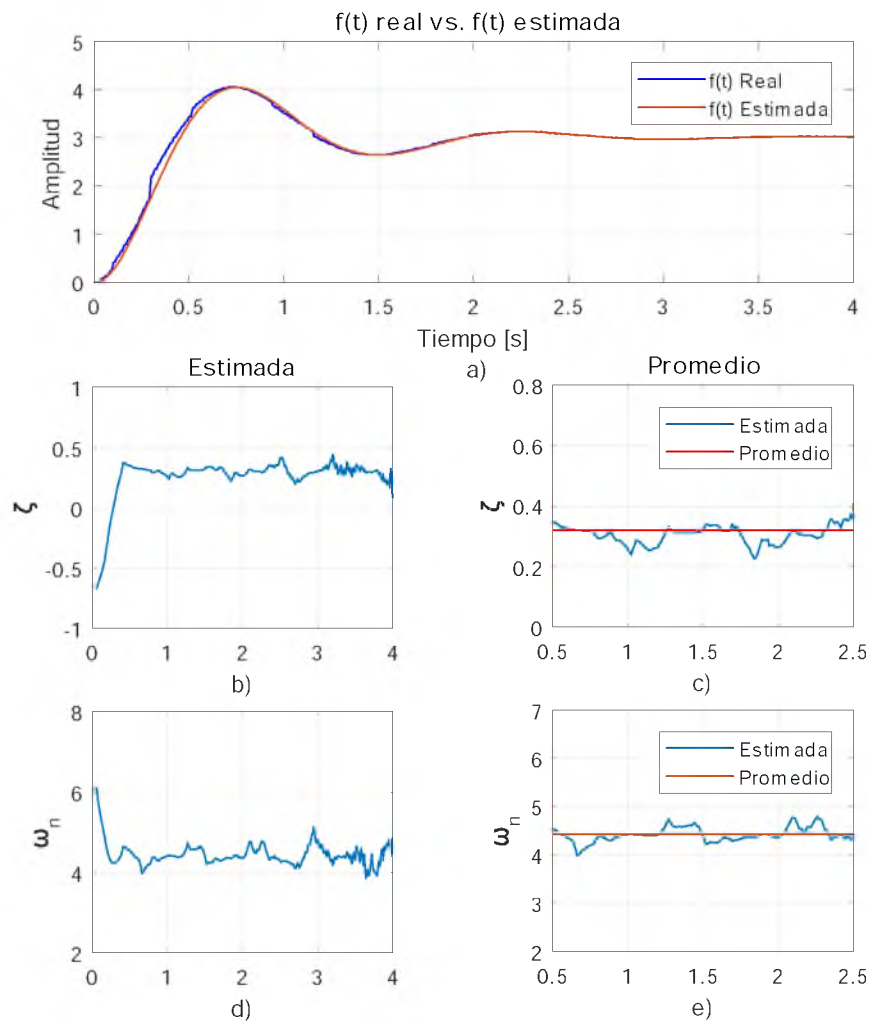 f(t) real vs. f(t) estimada
5
4
3
2
1
0
Amplitud
f(t) Real
f(t) Estimada
0 0.5 1 1.5 2 2.5 3 3.5 4
Tiempo [s]
a)
Estimada
1
0.5
0
-0.5
-1
ζ
0 1 2 3 4
b)
Promedio
0.8
0.6
0.4
0.2
0
ζ
Estimada
Promedio
0.5 1 1.5 2 2.5
c)
8
6
4
2
ωn
0 1 2 3 4
d)
7
6
5
4
3
2
ωn
Estimada
Promedio
0.5 1 1.5 2 2.5
e)